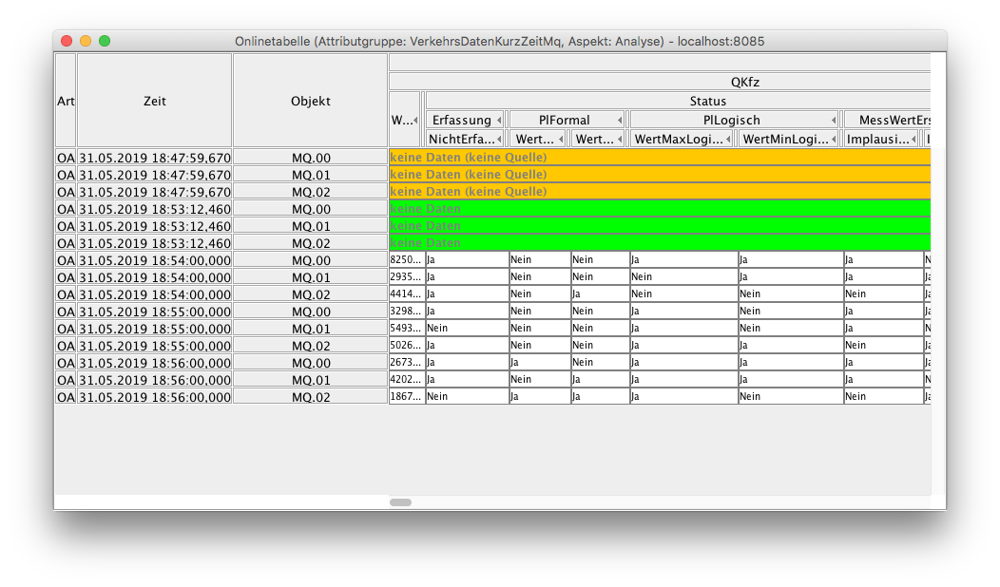 Onlinetabelle (Attributgruppe: VerkehrsDatenKurzZeitMq, Aspekt: Analyse) - localhost:8085
QKfz
Art Zeit Objekt W... Status
Erfassung PlFormal PlLogisch MessWertErs
NichtErfa... Wert... Wert... WertMaxLogi... WertMinLogi... Implausi...
OA 31.05.2019 18:47:59,670 MQ.00 keine Daten (keine Quelle)
OA 31.05.2019 18:47:59,670 MQ.01 keine Daten (keine Quelle)
OA 31.05.2019 18:47:59,670 MQ.02 keine Daten (keine Quelle)
OA 31.05.2019 18:53:12,460 MQ.00 keine Daten
OA 31.05.2019 18:53:12,460 MQ.01 keine Daten
OA 31.05.2019 18:53:12,460 MQ.02 keine Daten
OA 31.05.2019 18:54:00,000 MQ.00 8250... Ja Nein Nein Ja Ja Ja
OA 31.05.2019 18:54:00,000 MQ.01 2935... Ja Nein Nein Nein Ja Ja
OA 31.05.2019 18:54:00,000 MQ.02 4414... Ja Nein Ja Nein Nein Nein
OA 31.05.2019 18:55:00,000 MQ.00 3298... Ja Nein Nein Ja Nein Ja
OA 31.05.2019 18:55:00,000 MQ.01 5493... Nein Nein Nein Ja Nein Ja
OA 31.05.2019 18:55:00,000 MQ.02 5026... Ja Nein Nein Ja Ja Nein
OA 31.05.2019 18:56:00,000 MQ.00 2673... Ja Ja Nein Ja Ja Ja
OA 31.05.2019 18:56:00,000 MQ.01 4202... Ja Nein Ja Ja Ja Ja
OA 31.05.2019 18:56:00,000 MQ.02 1867... Nein Ja Ja Ja Nein Nein